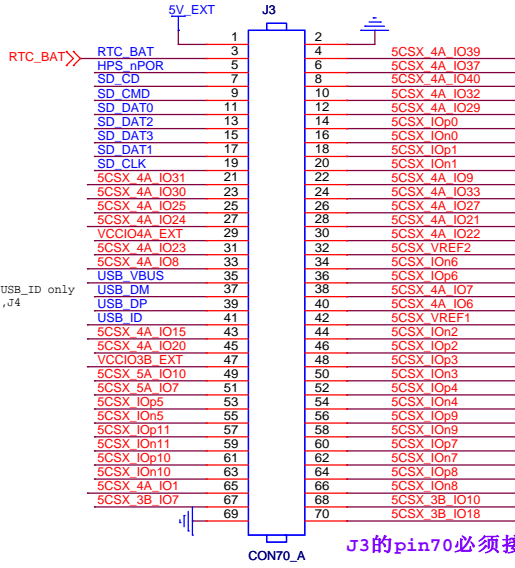 5V_EXT J3
1 2
RTC_BAT RTC_BAT 3 4 5CSX_4A_IO39
HPS_nPOR 5 6 5CSX_4A_IO37
SD_CD 7 8 5CSX_4A_IO40
SD_CMD 9 10 5CSX_4A_IO32
SD_DAT0 11 12 5CSX_4A_IO29
SD_DAT2 13 14 5CSX_IOp0
SD_DAT3 15 16 5CSX_IOn0
SD_DAT1 17 18 5CSX_IOp1
SD_CLK 19 20 5CSX_IOn1
5CSX_4A_IO31 21 22 5CSX_4A_IO9
5CSX_4A_IO30 23 24 5CSX_4A_IO33
5CSX_4A_IO25 25 26 5CSX_4A_IO27
5CSX_4A_IO24 27 28 5CSX_4A_IO21
VCCIO4A_EXT 29 30 5CSX_4A_IO22
5CSX_4A_IO23 31 32 5CSX_VREF2
5CSX_4A_IO8 33 34 5CSX_IOn6
USB_VBUS 35 36 5CSX_IOp6
USB_ID only USB_DM 37 38 5CSX_4A_IO7
,J4 USB_DP 39 40 5CSX_4A_IO6
USB_ID 41 42 5CSX_VREF1
5CSX_4A_IO15 43 44 5CSX_IOn2
5CSX_4A_IO20 45 46 5CSX_IOp2
VCCIO3B_EXT 47 48 5CSX_IOp3
5CSX_5A_IO10 49 50 5CSX_IOn3
5CSX_5A_IO7 51 52 5CSX_IOp4
5CSX_IOp5 53 54 5CSX_IOn4
5CSX_IOn5 55 56 5CSX_IOp9
5CSX_IOp11 57 58 5CSX_IOn9
5CSX_IOn11 59 60 5CSX_IOp7
5CSX_IOp10 61 62 5CSX_IOn7
5CSX_IOn10 63 64 5CSX_IOp8
5CSX_4A_IO1 65 66 5CSX_IOn8
5CSX_3B_IO7 67 68 5CSX_3B_IO10
69 70 5CSX_3B_IO18
J3的pin70必须接
CON70_A